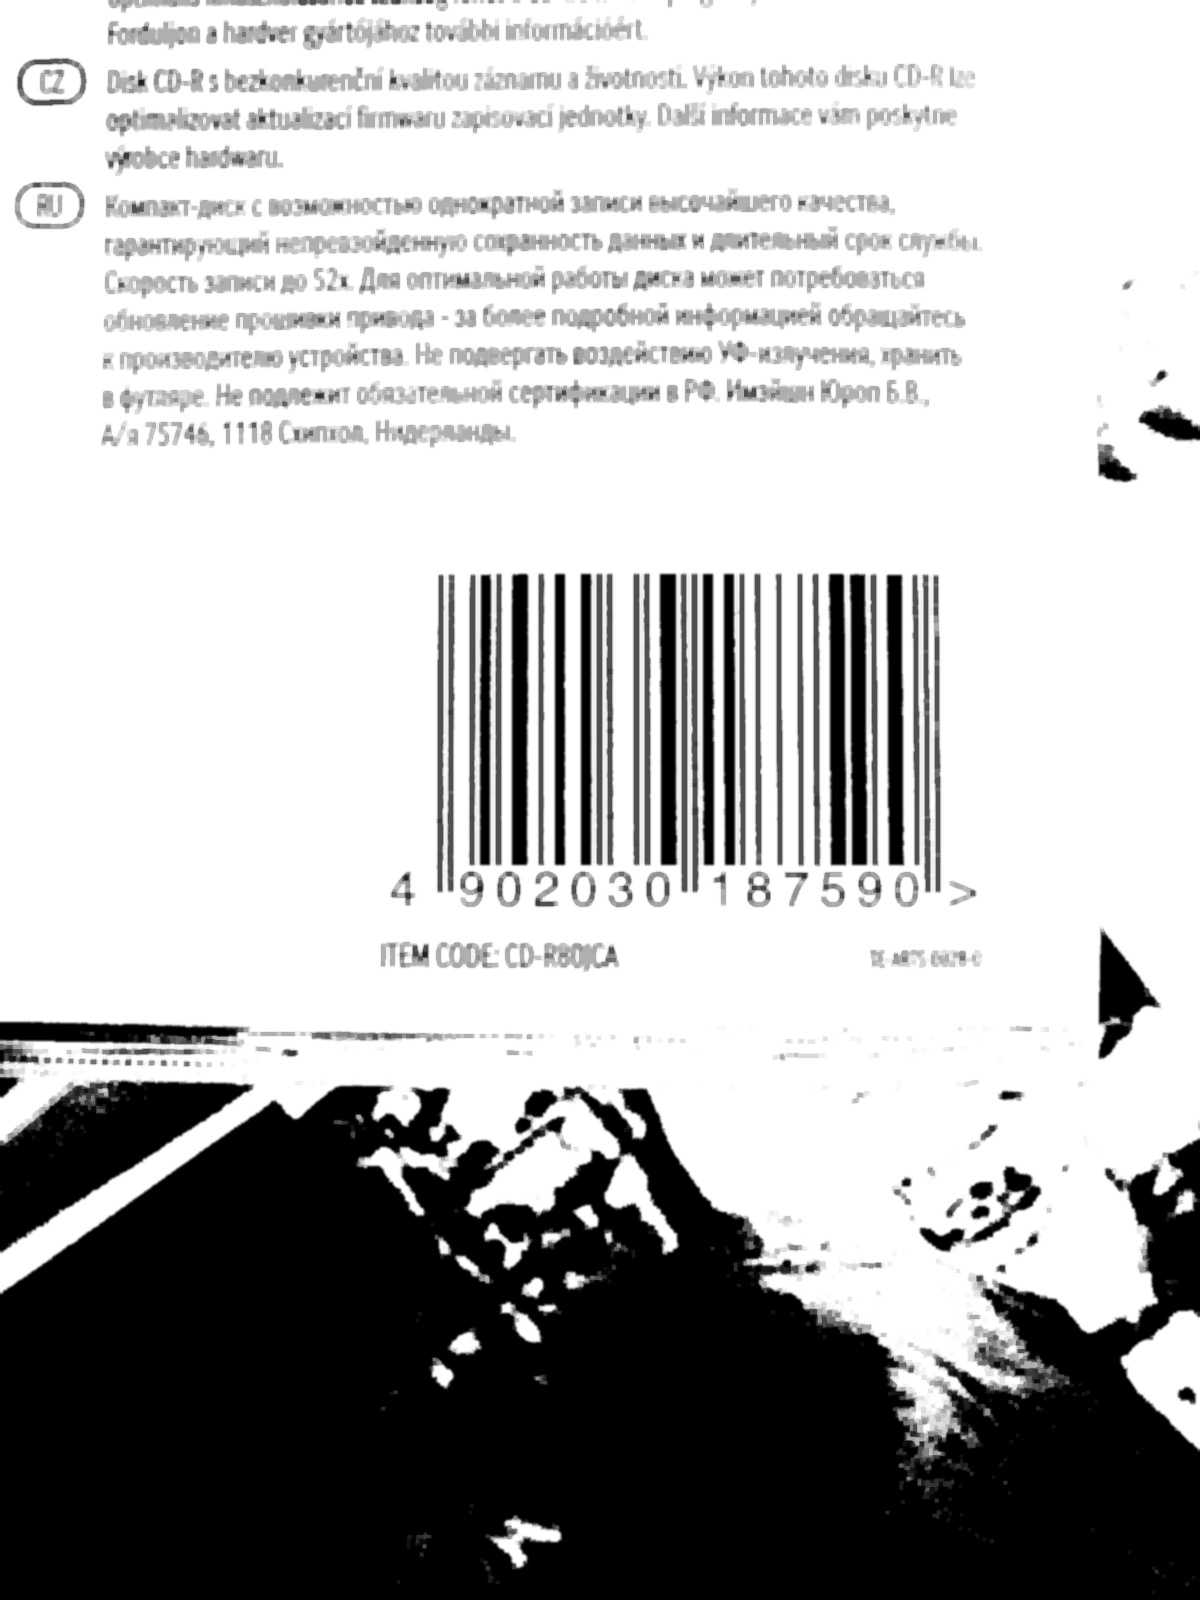 Forduljon a hardver gyártójához további információért.
CZ
Disk CD-R s bezkonkurenční kvalitou záznamu a životnosti. Výkon tohoto disku CD-R lze
optimalizovat aktualizací firmwaru zapisovací jednotky. Další informace vám poskytne
výrobce hardwaru.
RU
Компакт-диск с возможностью однократной записи высочайшего качества,
гарантирующий непревзойденную сохранность данных и длительный срок службы.
Скорость записи до 52x. Для оптимальной работы диска может потребоваться
обновление прошивки привода - за более подробной информацией обращайтесь
к производителю устройства. Не подвергать воздействию УФ-излучения, хранить
в футляре. Не подлежит обязательной сертификации в РФ. Имэйшн Юроп Б.В.,
А/я 75746, 1118 Схипхол, Нидерланды.
4 902030 187590 >
ITEM CODE: CD-R80JCA